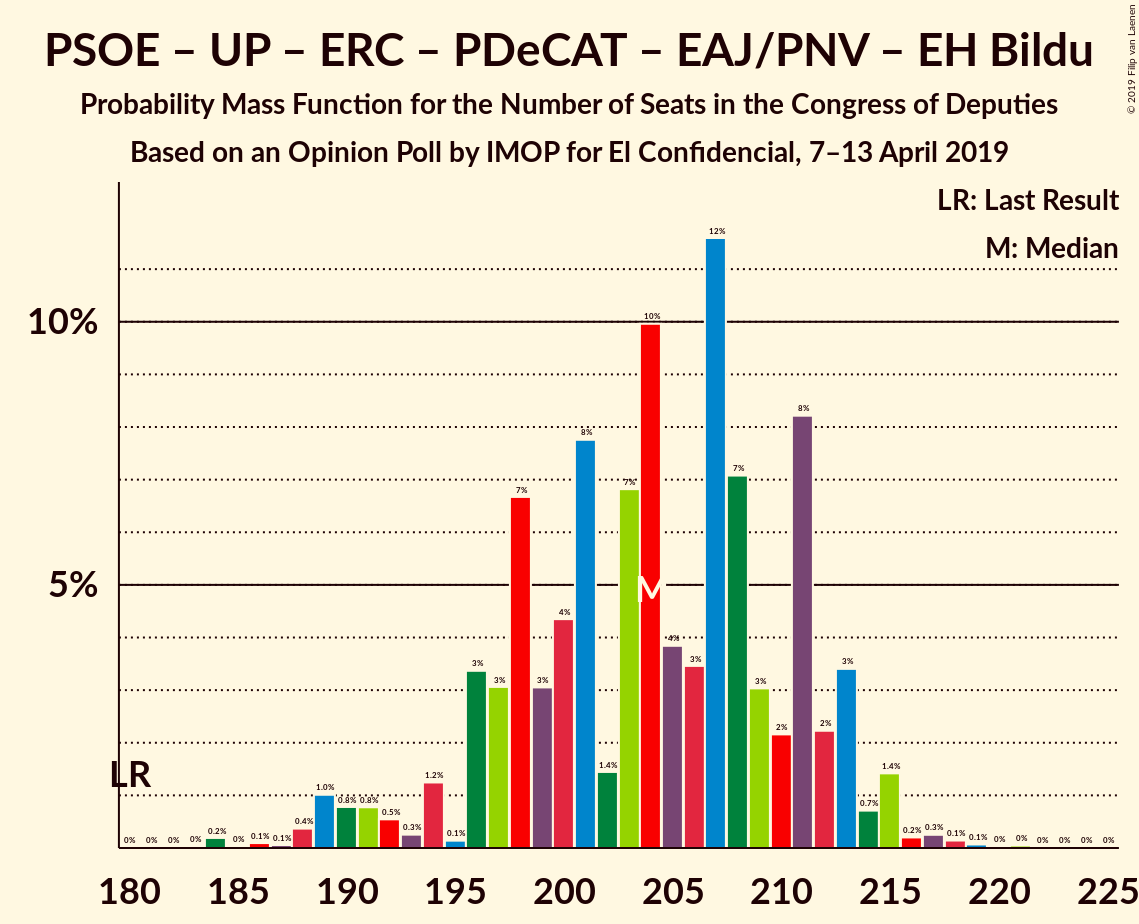 PSOE – UP – ERC – PDeCAT – EAJ/PNV – EH Bildu
Probability Mass Function for the Number of Seats in the Congress of Deputies
Based on an Opinion Poll by IMOP for El Confidencial, 7–13 April 2019
© 2019 Filip van Laenen
LR: Last Result
M: Median
10%
5%
LR
M
0% 0% 0% 0% 0.2% 0% 0.1% 0.1% 0.4% 1.0% 0.8% 0.8% 0.5% 0.3% 1.2% 0.1% 3% 3% 7% 3% 4% 8% 1.4% 7% 10% 4% 3% 12% 7% 3% 2% 8% 2% 3% 0.7% 1.4% 0.2% 0.3% 0.1% 0.1% 0% 0% 0% 0% 0% 0%
180 185 190 195 200 205 210 215 220 225